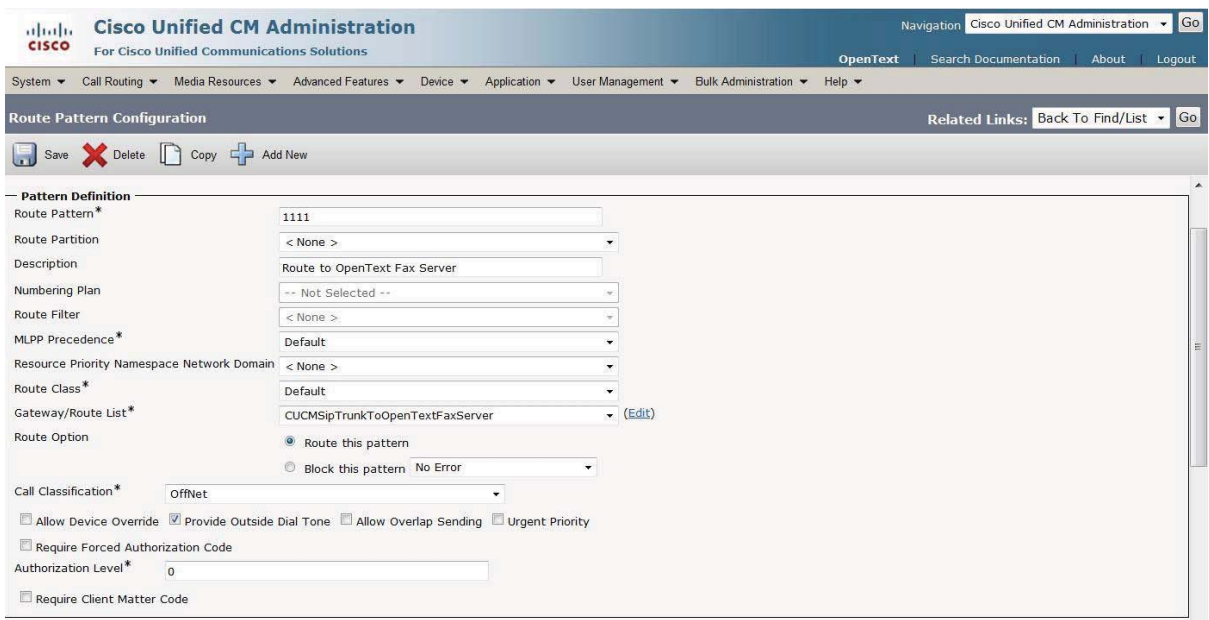 CISCO
Cisco Unified CM Administration
For Cisco Unified Communications Solutions
Navigation Cisco Unified CM Administration Go
OpenText Search Documentation About Logout
System Call Routing Media Resources Advanced Features Device Application User Management Bulk Administration Help
Route Pattern Configuration
Related Links: Back To Find/List Go
Save Delete Copy Add New
Pattern Definition
Route Pattern* 1111
Route Partition < None >
Description Route to OpenText Fax Server
Numbering Plan -- Not Selected --
Route Filter < None >
MLPP Precedence* Default
Resource Priority Namespace Network Domain < None >
Route Class* Default
Gateway/Route List* CUCMSipTrunkToOpenTextFaxServer (Edit)
Route Option Route this pattern
Block this pattern No Error
Call Classification* OffNet
Allow Device Override Provide Outside Dial Tone Allow Overlap Sending Urgent Priority
Require Forced Authorization Code
Authorization Level* 0
Require Client Matter Code